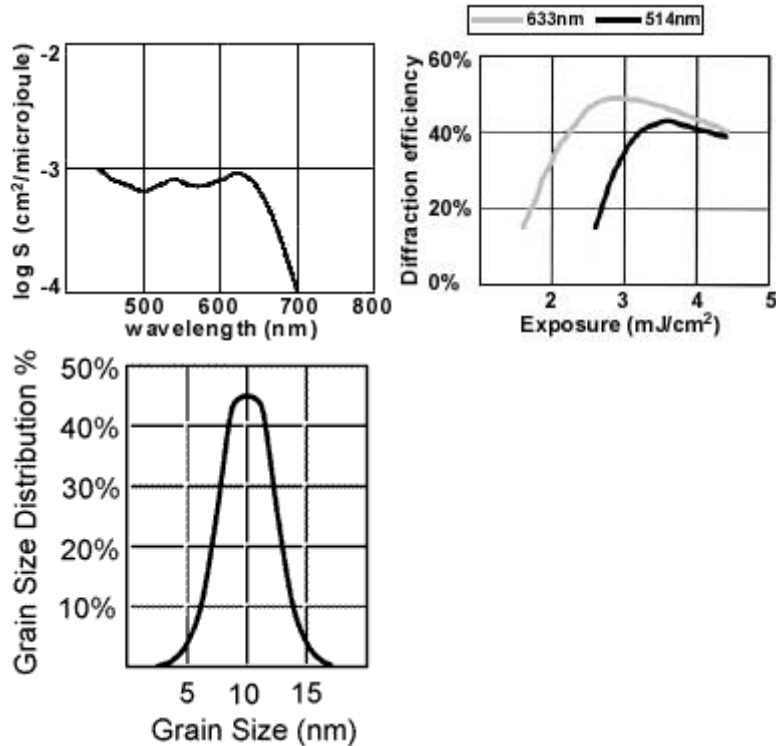 633nm 514nm
log S (cm²/microjoule)
-2
-3
-4
500 600 700 800
wavelength (nm)
Diffraction efficiency
60%
40%
20%
0%
2 3 4 5
Exposure (mJ/cm²)
Grain Size Distribution %
50%
40%
30%
20%
10%
5 10 15
Grain Size (nm)